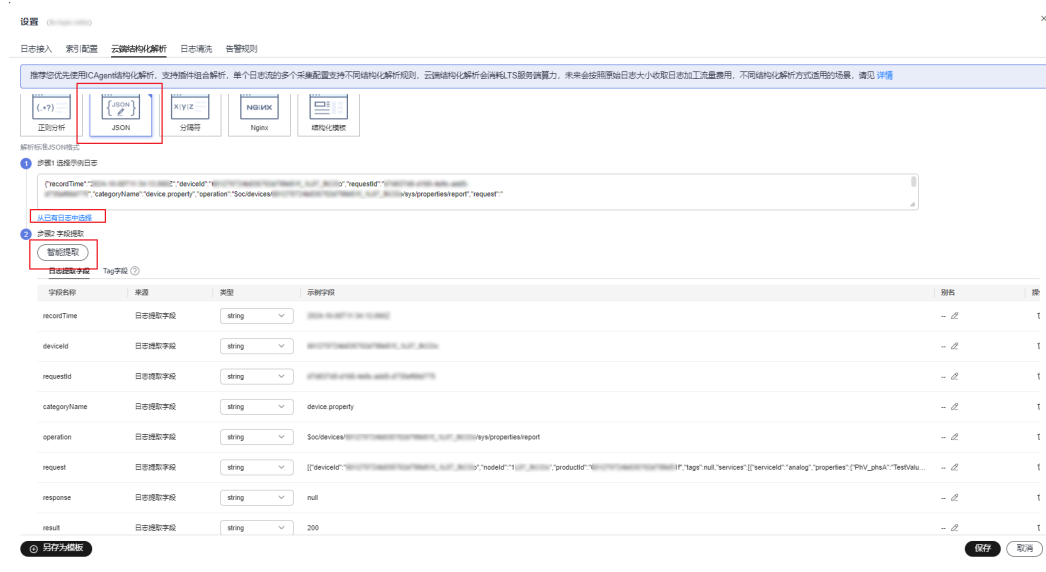 设置
日志接入 索引配置 云端结构化解析 日志清洗 告警规则
推荐您优先使用ICAgent结构化解析，支持插件组合解析，单个日志流的多个采集配置支持不同结构化解析规则，云端结构化解析会消耗LTS服务端算力，未来会按照原始日志大小收取日志加工流量费用，不同结构化解析方式适用的场景，请见 详情
(.*?) {JSON} X|Y|Z NGINX
正则分析 JSON 分隔符 Nginx 结构化模板
解析标准JSON格式
1 步骤1 选择示例日志
{"recordTime":" Z","deviceId":" ","requestId":"
","categoryName":"device.property","operation":"Soc/devices/ /sys/properties/report","request":"
从已有日志中选择
2 步骤2 字段提取
智能提取
日志提取字段 Tag字段 ?
字段名称 来源 类型 示例字段 别名
recordTime 日志提取字段 string --
deviceId 日志提取字段 string --
requestId 日志提取字段 string --
categoryName 日志提取字段 string device.property --
operation 日志提取字段 string Soc/devices/ /sys/properties/report --
request 日志提取字段 string [{"deviceId":" ","nodeId":"1 ","productId":" ","tags":null,"services":[{"serviceId":"analog","properties":{"PhV_phsA":"TestValu... --
response 日志提取字段 string null --
result 日志提取字段 string 200 --
另存为模板 保存 取消